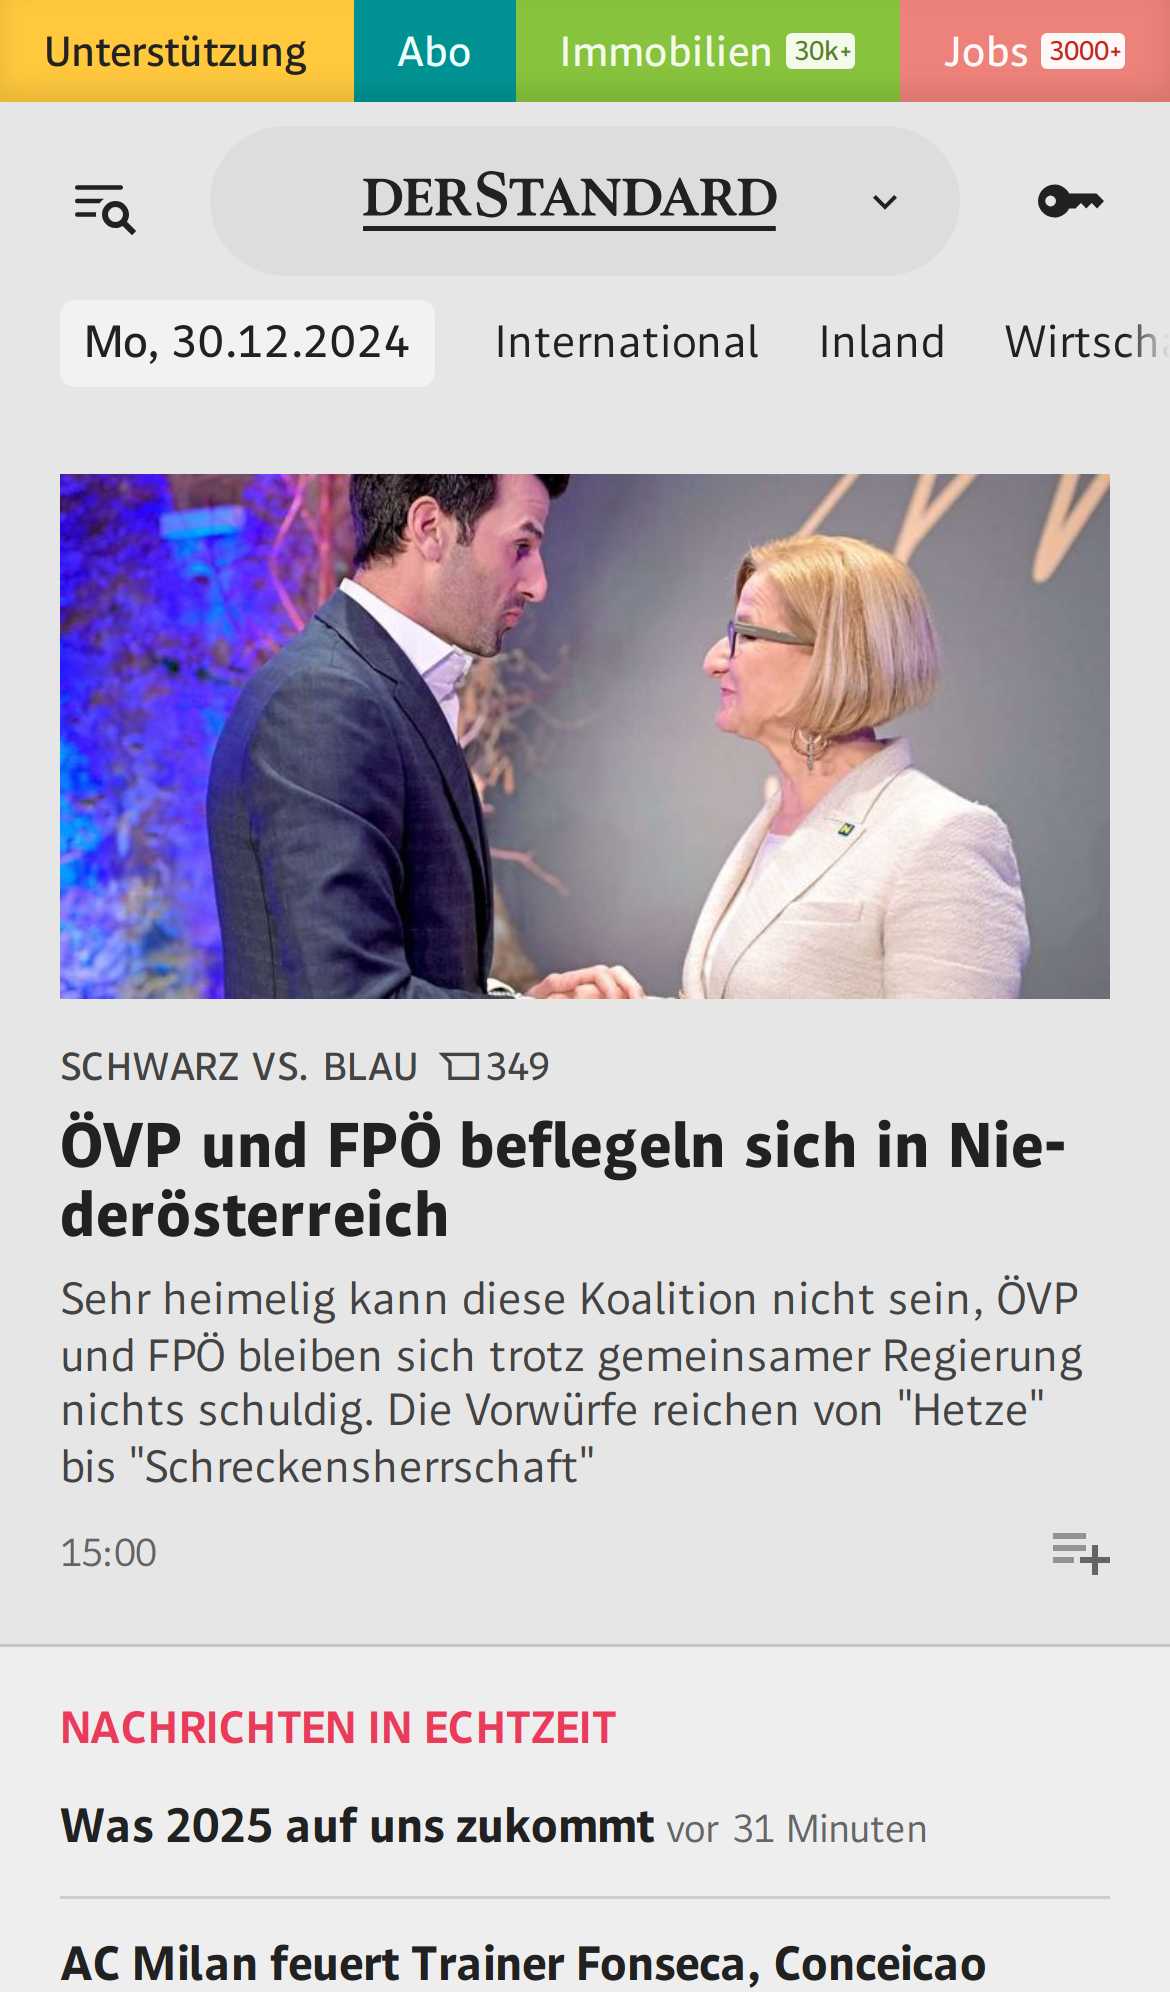 Unterstützung Abo Immobilien 30k+ Jobs 3000+
DERSTANDARD
Mo, 30.12.2024 International Inland Wirtsch
SCHWARZ VS. BLAU 349
ÖVP und FPÖ beflegeln sich in Nie-
derösterreich
Sehr heimelig kann diese Koalition nicht sein, ÖVP
und FPÖ bleiben sich trotz gemeinsamer Regierung
nichts schuldig. Die Vorwürfe reichen von "Hetze"
bis "Schreckensherrschaft"
15:00
NACHRICHTEN IN ECHTZEIT
Was 2025 auf uns zukommt vor 31 Minuten
AC Milan feuert Trainer Fonseca, Conceicao